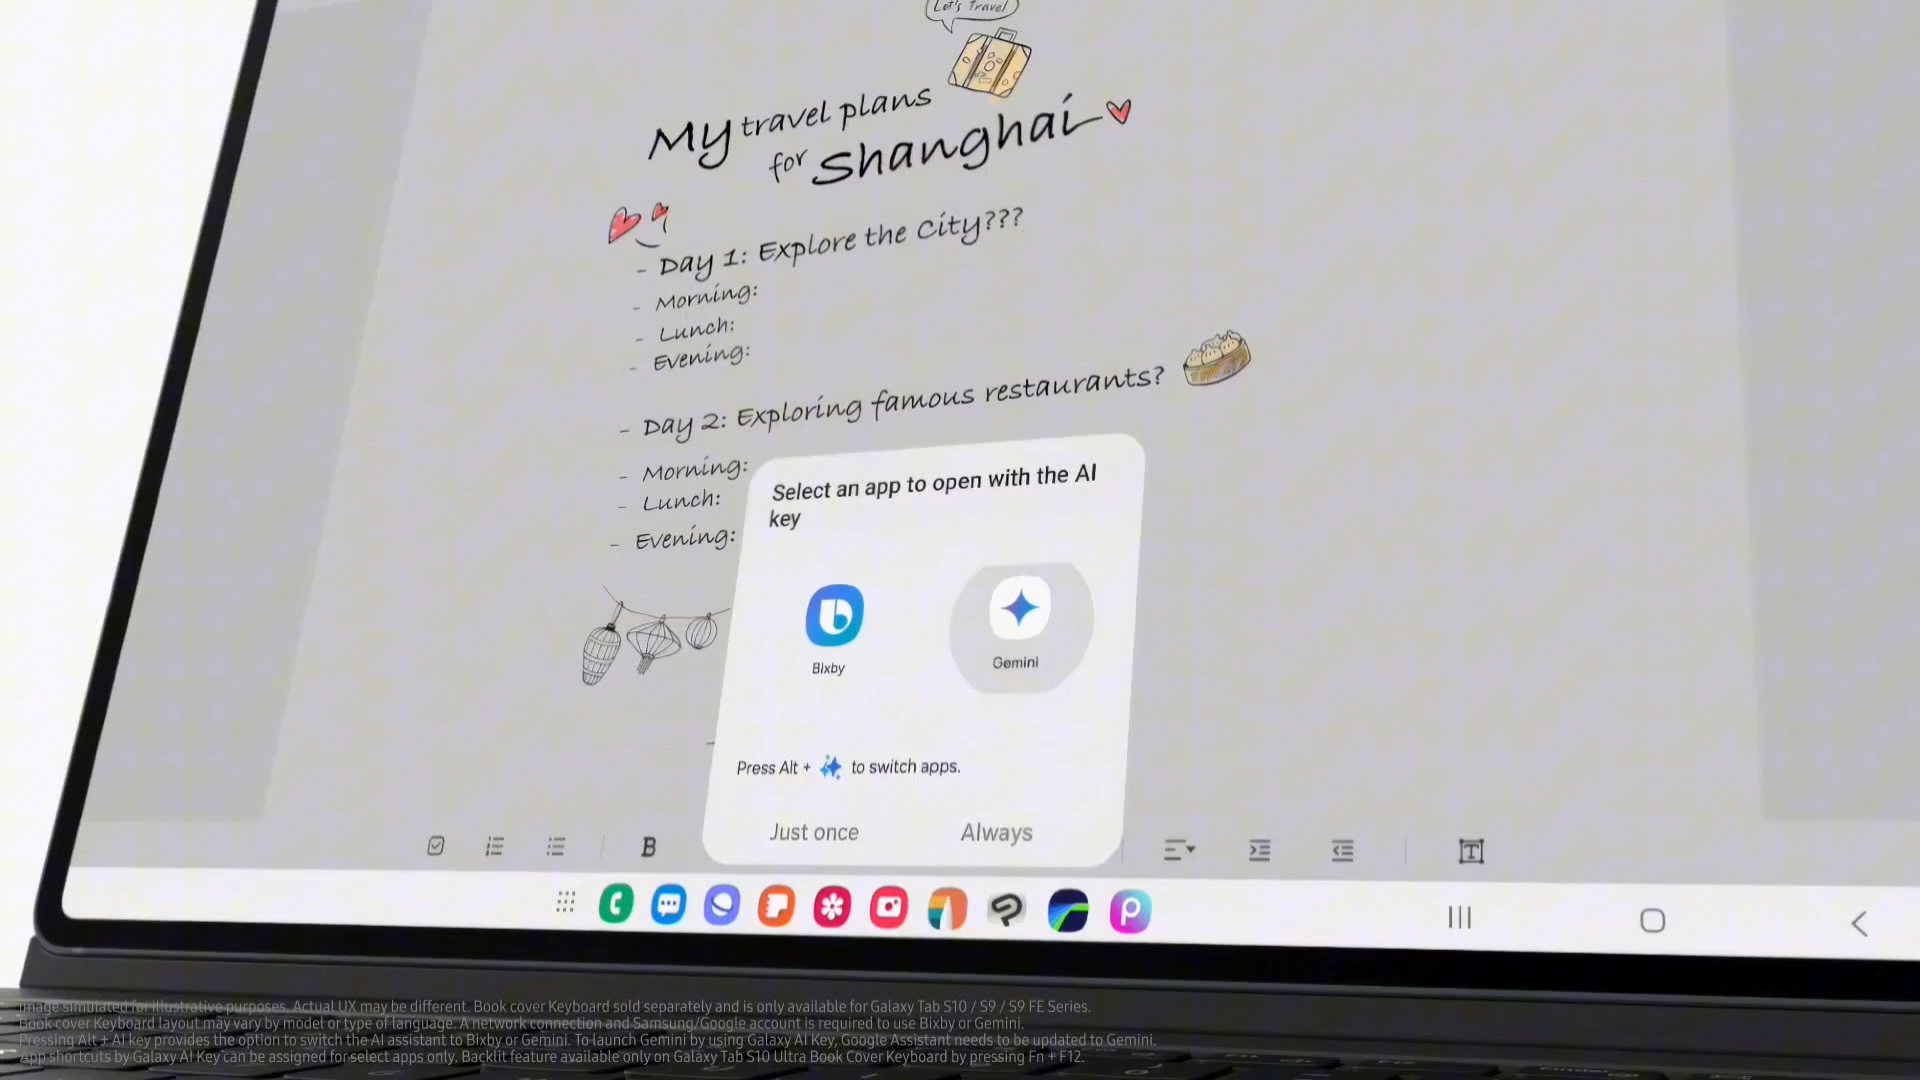 Let's Travel
My travel plans
for Shanghai
- Day 1: Explore the City???
- Morning:
- Lunch:
- Evening:
- Day 2: Exploring famous restaurants?
- Morning:
- Lunch:
- Evening:
Select an app to open with the AI
key
Bixby
Gemini
Press Alt + to switch apps.
Just once
Always
B
T
Image simulated for illustrative purposes. Actual UX may be different. Book cover Keyboard sold separately and is only available for Galaxy Tab S10 / S9 / S9 FE Series.
Book cover Keyboard layout may vary by model or type of language. A network connection and Samsung/Google account is required to use Bixby or Gemini.
Pressing Alt + AI key provides the option to switch the AI assistant to Bixby or Gemini. To launch Gemini by using Galaxy AI Key, Google Assistant needs to be updated to Gemini.
App shortcuts by Galaxy AI Key can be assigned for select apps only. Backlit feature available only on Galaxy Tab S10 Ultra Book Cover Keyboard by pressing Fn + F12.